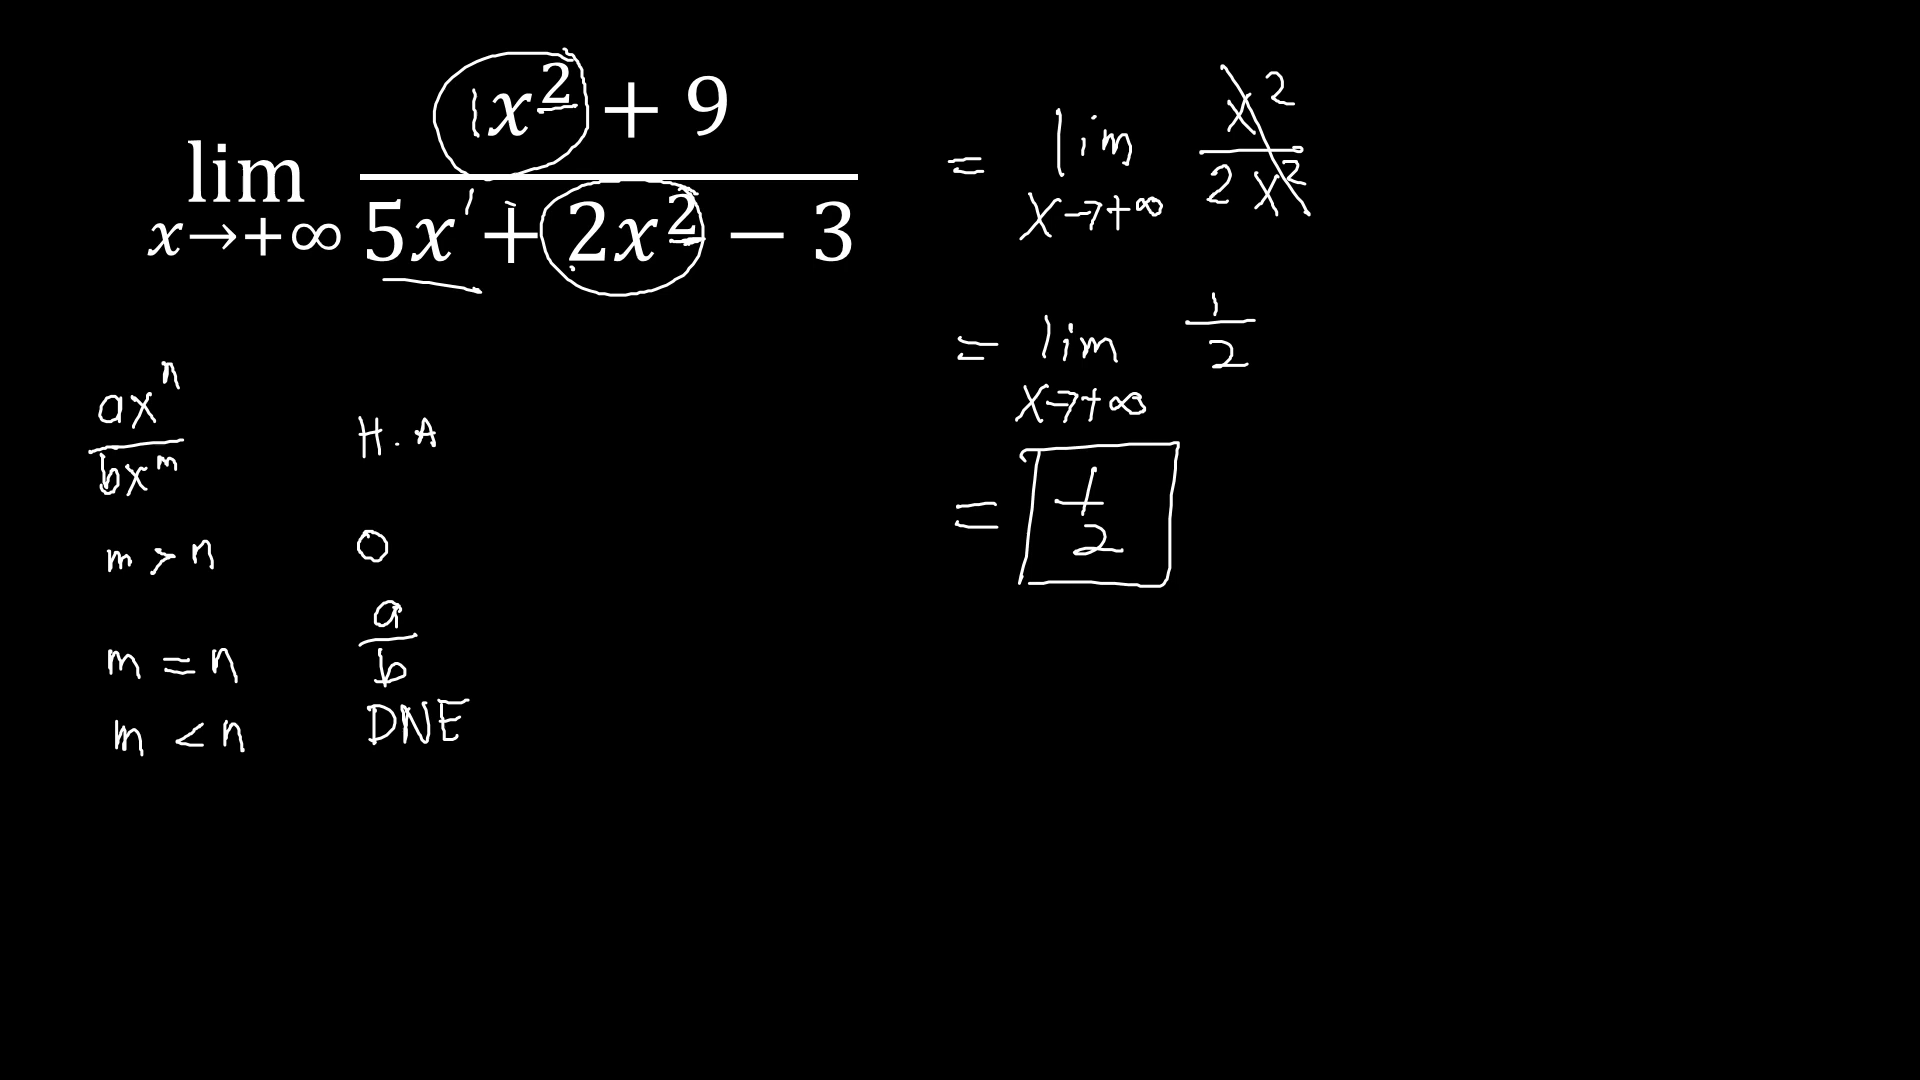 lim x→+∞ (1x² + 9) / (5x¹ + 2x² − 3)
= lim x→+∞ x² / 2x²
= lim x→+∞ 1/2
= 1/2
axⁿ / bxᵐ H.A
m > n 0
m = n a/b
m < n DNE